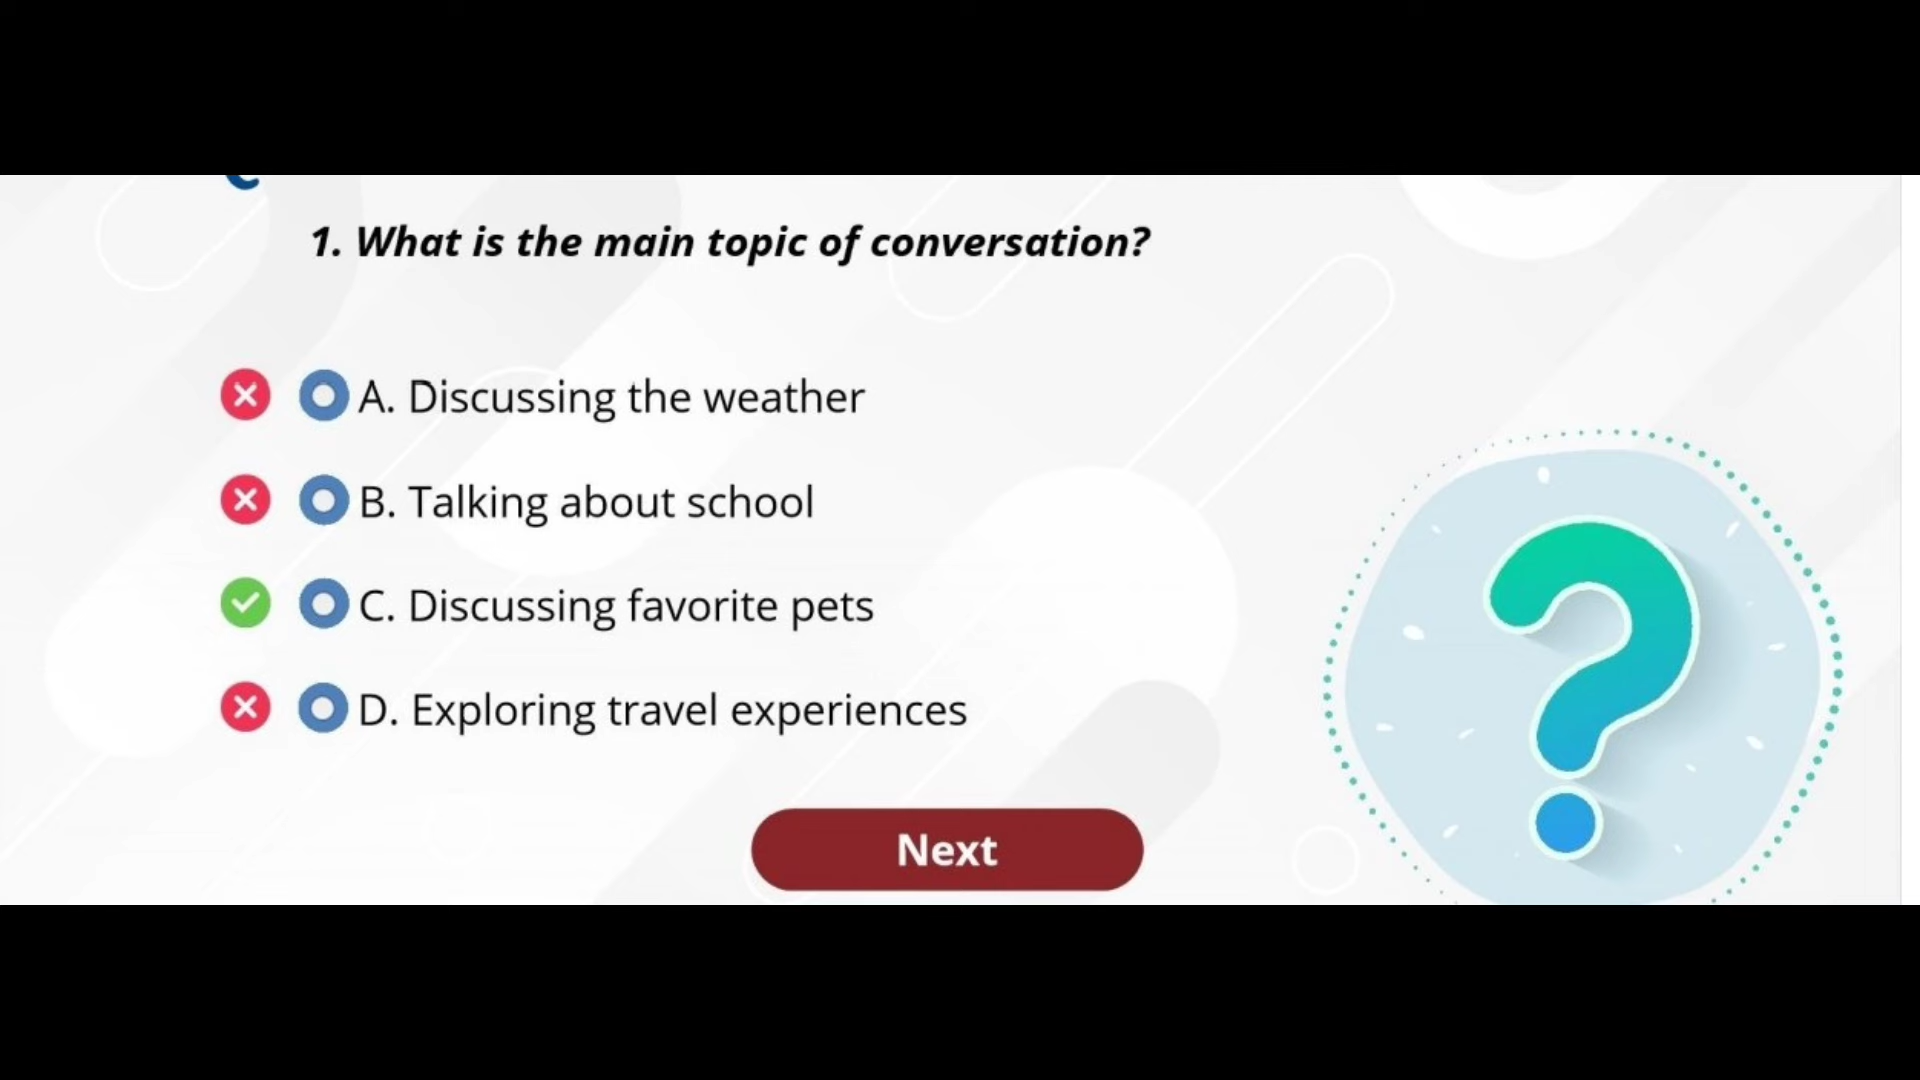 1. What is the main topic of conversation?
A. Discussing the weather
B. Talking about school
C. Discussing favorite pets
D. Exploring travel experiences
Next